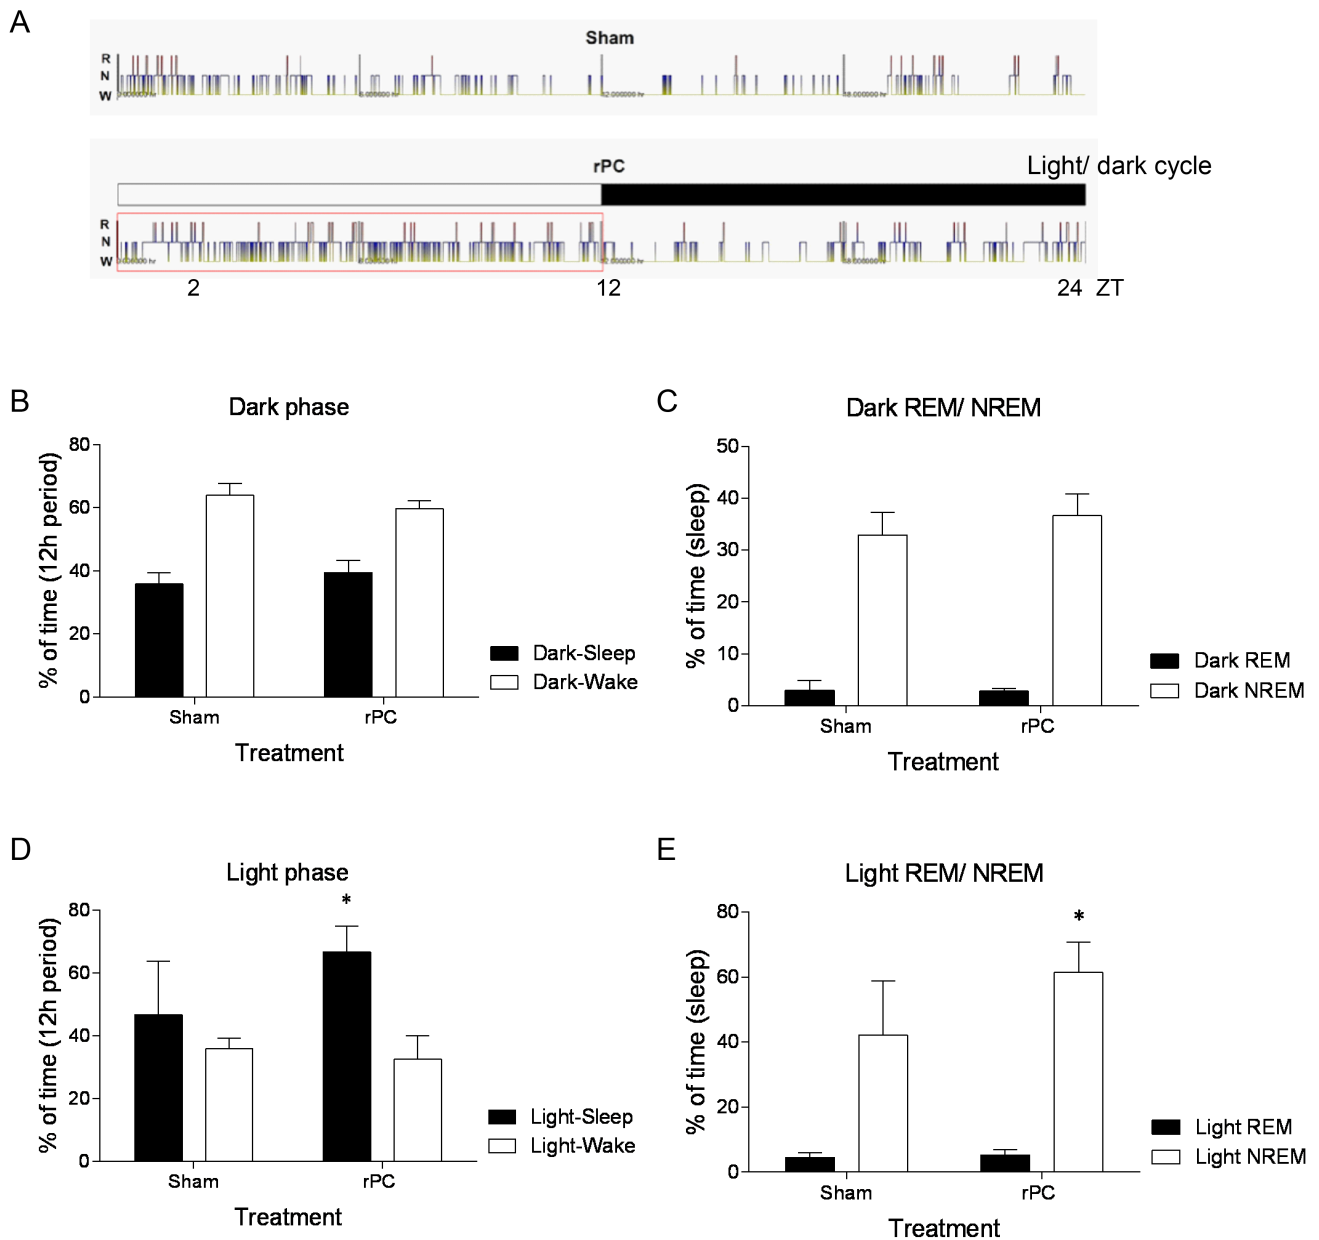 A
Sham
R
N
W
rPC
Light/ dark cycle
R
N
W
2 12 24 ZT
B
Dark phase
% of time (12h period)
80
60
40
20
0
Sham rPC
Treatment
Dark-Sleep
Dark-Wake
C
Dark REM/ NREM
% of time (sleep)
50
40
30
20
10
0
Sham rPC
Treatment
Dark REM
Dark NREM
D
Light phase
*
% of time (12h period)
80
60
40
20
0
Sham rPC
Treatment
Light-Sleep
Light-Wake
E
Light REM/ NREM
*
% of time (sleep)
80
60
40
20
0
Sham rPC
Treatment
Light REM
Light NREM